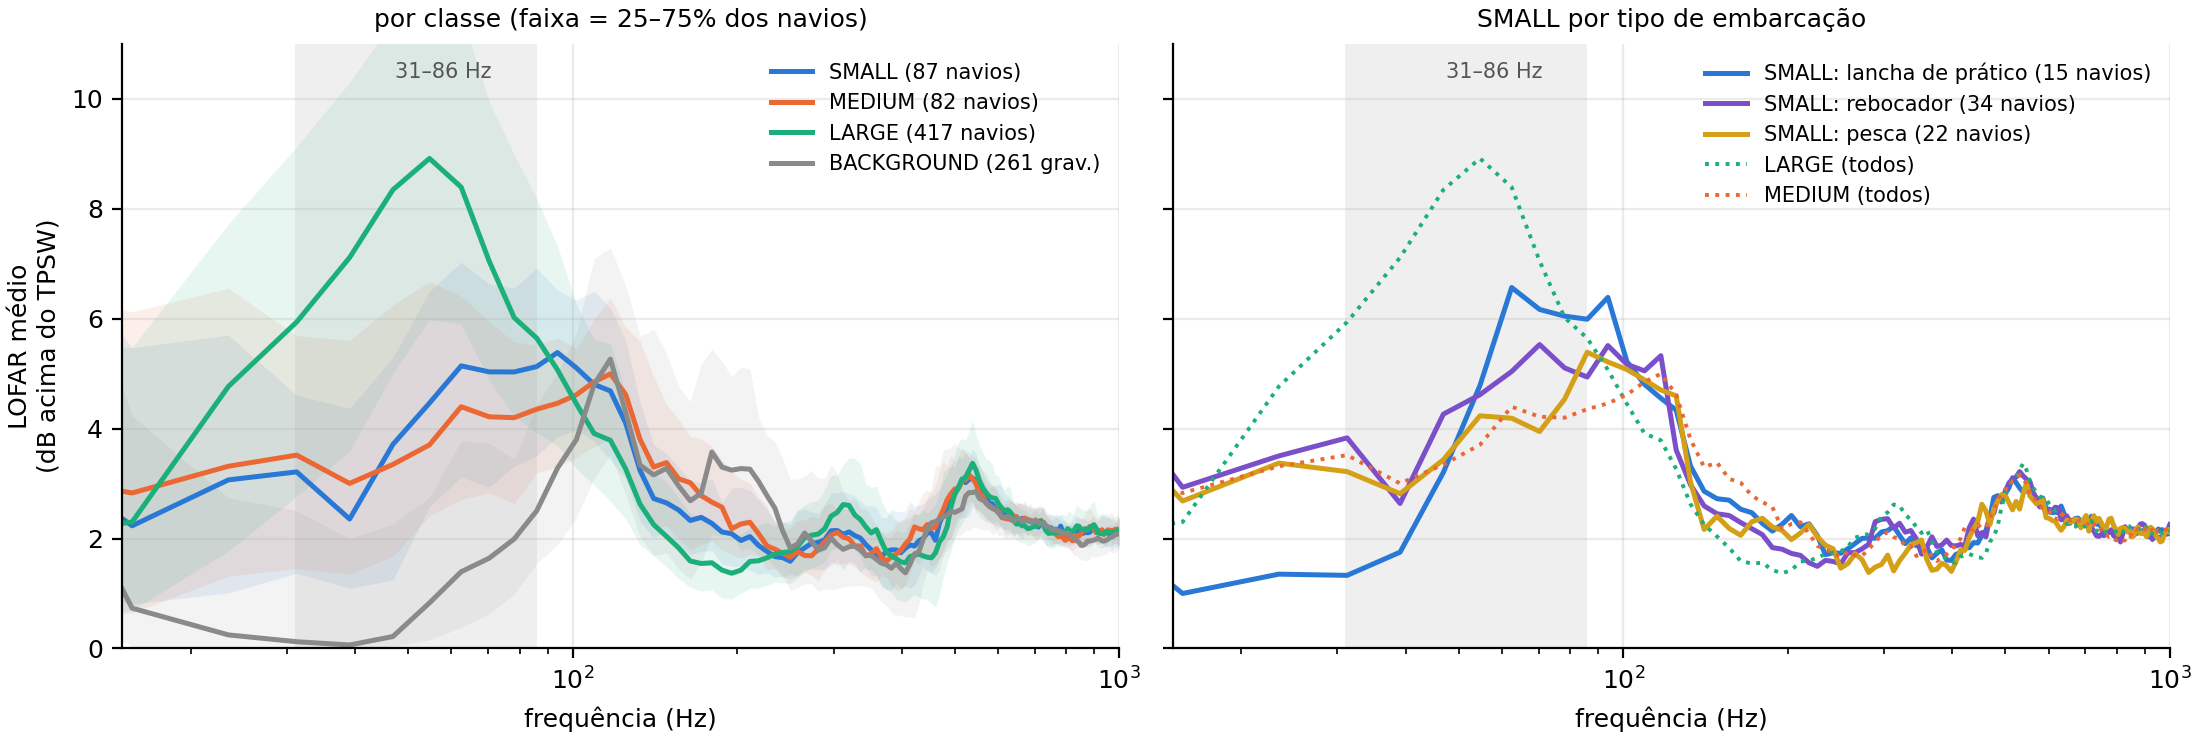 por classe (faixa = 25–75% dos navios)
31–86 Hz
SMALL (87 navios)
MEDIUM (82 navios)
LARGE (417 navios)
BACKGROUND (261 grav.)
LOFAR médio
(dB acima do TPSW)
10
8
6
4
2
0
10²
10³
frequência (Hz)
SMALL por tipo de embarcação
31–86 Hz
SMALL: lancha de prático (15 navios)
SMALL: rebocador (34 navios)
SMALL: pesca (22 navios)
LARGE (todos)
MEDIUM (todos)
10²
10³
frequência (Hz)